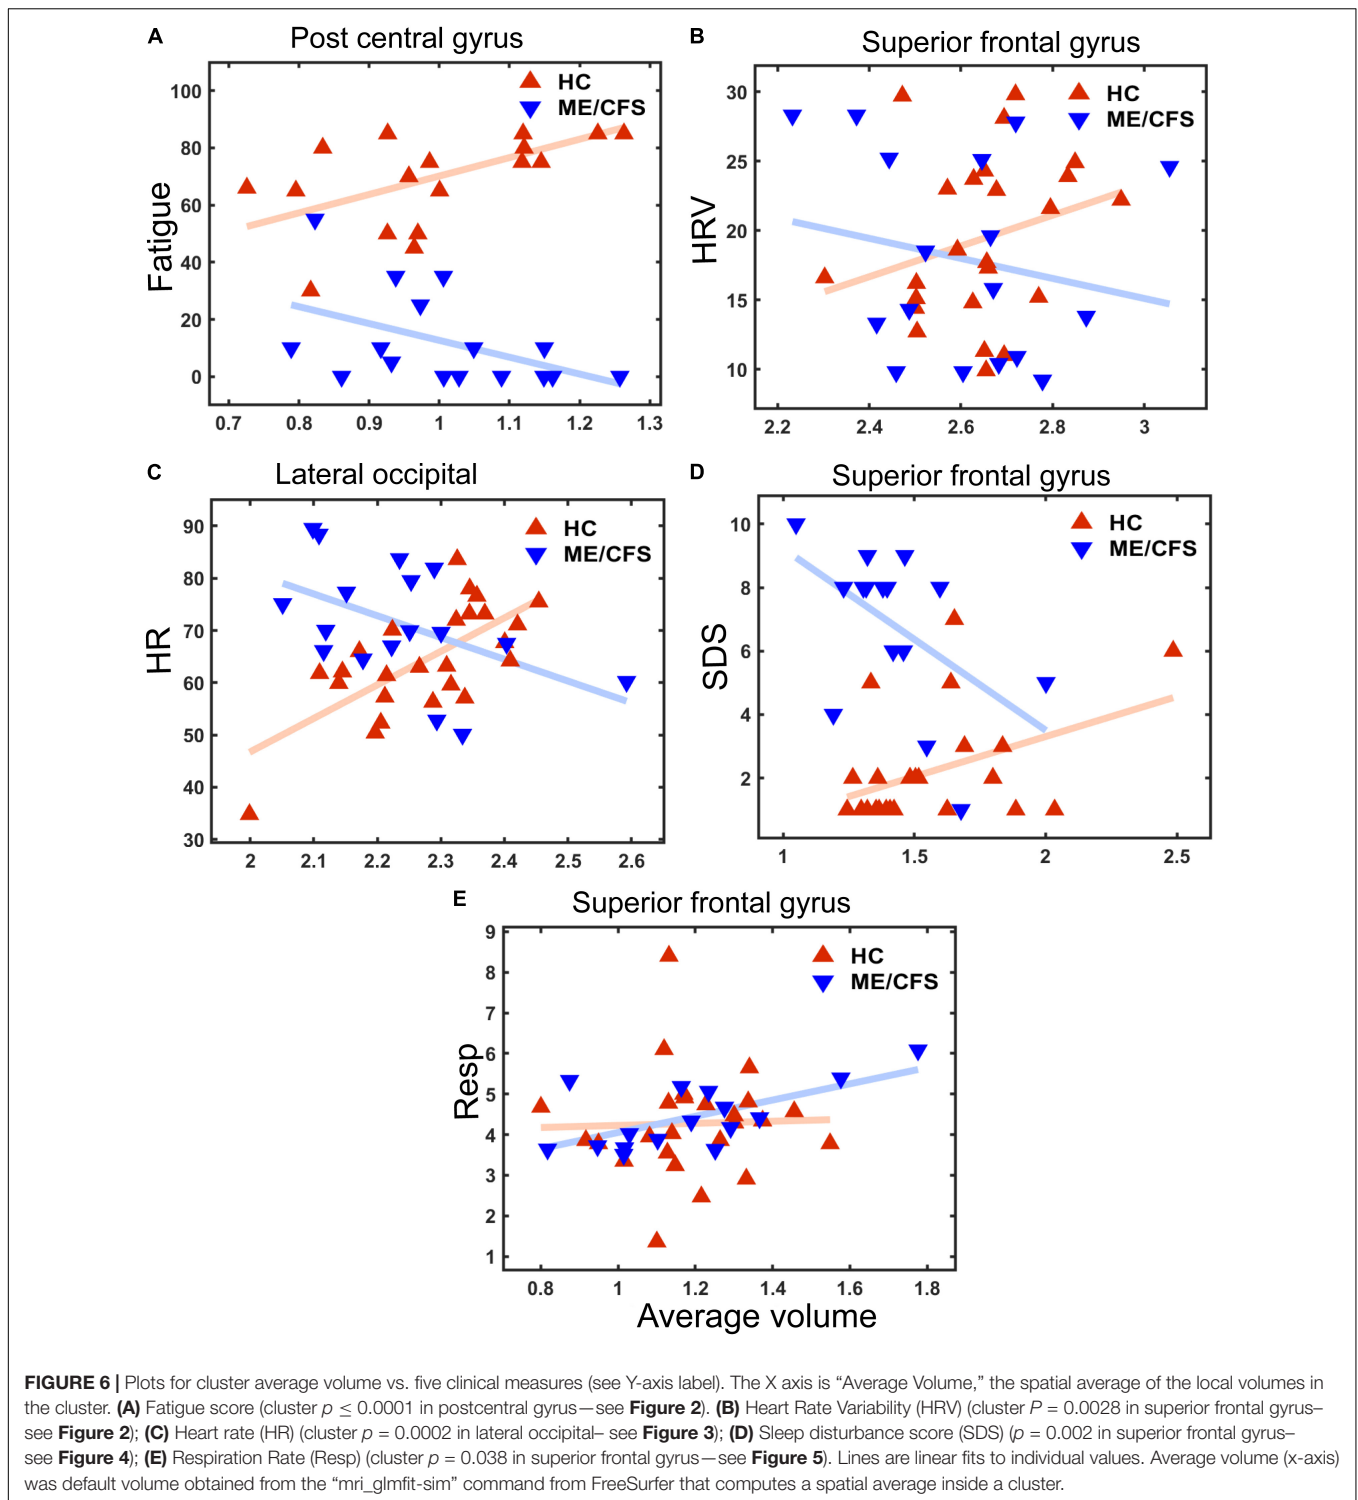 A
Post central gyrus
Fatigue
100
80
60
40
20
0
HC
ME/CFS
0.7 0.8 0.9 1 1.1 1.2 1.3
B
Superior frontal gyrus
HRV
30
25
20
15
10
HC
ME/CFS
2.2 2.4 2.6 2.8 3
C
Lateral occipital
HR
90
80
70
60
50
40
30
HC
ME/CFS
2 2.1 2.2 2.3 2.4 2.5 2.6
D
Superior frontal gyrus
SDS
10
8
6
4
2
HC
ME/CFS
1 1.5 2 2.5
E
Superior frontal gyrus
Resp
9
8
7
6
5
4
3
2
1
HC
ME/CFS
0.8 1 1.2 1.4 1.6 1.8
Average volume
FIGURE 6 | Plots for cluster average volume vs. five clinical measures (see Y-axis label). The X axis is “Average Volume,” the spatial average of the local volumes in
the cluster. (A) Fatigue score (cluster p ≤ 0.0001 in postcentral gyrus—see Figure 2). (B) Heart Rate Variability (HRV) (cluster P = 0.0028 in superior frontal gyrus–
see Figure 2); (C) Heart rate (HR) (cluster p = 0.0002 in lateral occipital– see Figure 3); (D) Sleep disturbance score (SDS) (p = 0.002 in superior frontal gyrus–
see Figure 4); (E) Respiration Rate (Resp) (cluster p = 0.038 in superior frontal gyrus—see Figure 5). Lines are linear fits to individual values. Average volume (x-axis)
was default volume obtained from the “mri_glmfit-sim” command from FreeSurfer that computes a spatial average inside a cluster.